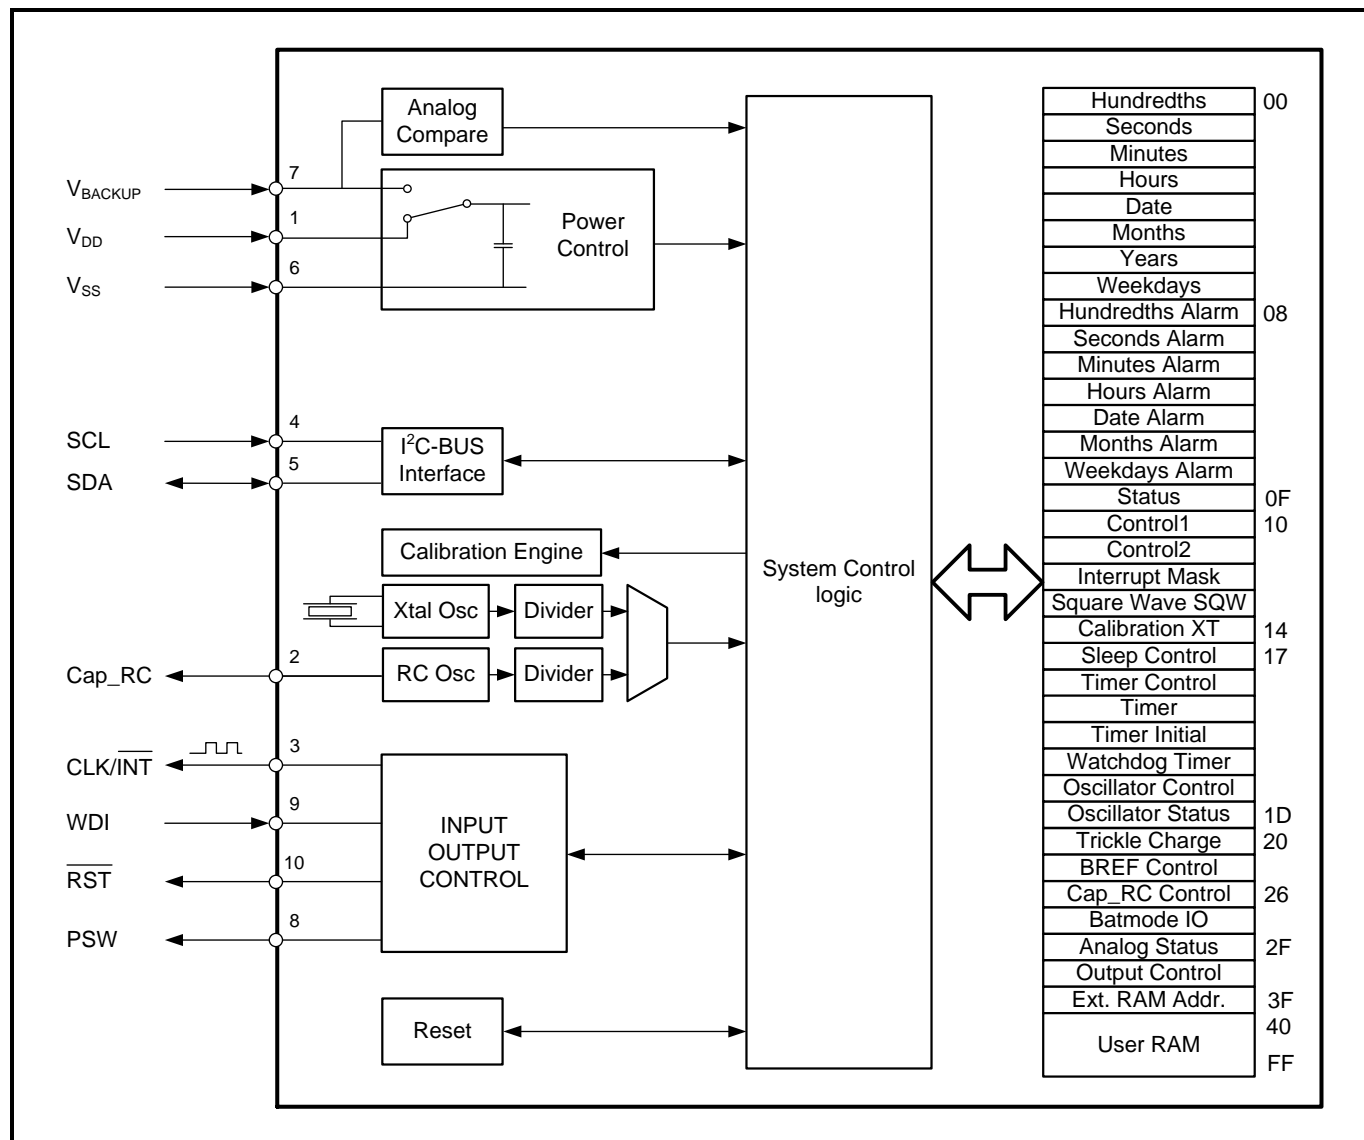 Analog
Compare
Power
Control
V_BACKUP
7
V_DD
1
V_SS
6
SCL
4
SDA
5
I²C-BUS
Interface
Calibration Engine
Xtal Osc
Divider
Cap_RC
2
RC Osc
Divider
CLK/I̅N̅T̅
3
WDI
9
R̅S̅T̅
10
PSW
8
INPUT
OUTPUT
CONTROL
Reset
System Control
logic
Hundredths 00
Seconds
Minutes
Hours
Date
Months
Years
Weekdays
Hundredths Alarm 08
Seconds Alarm
Minutes Alarm
Hours Alarm
Date Alarm
Months Alarm
Weekdays Alarm
Status 0F
Control1 10
Control2
Interrupt Mask
Square Wave SQW
Calibration XT 14
Sleep Control 17
Timer Control
Timer
Timer Initial
Watchdog Timer
Oscillator Control
Oscillator Status 1D
Trickle Charge 20
BREF Control
Cap_RC Control 26
Batmode IO
Analog Status 2F
Output Control
Ext. RAM Addr. 3F
40
User RAM
FF